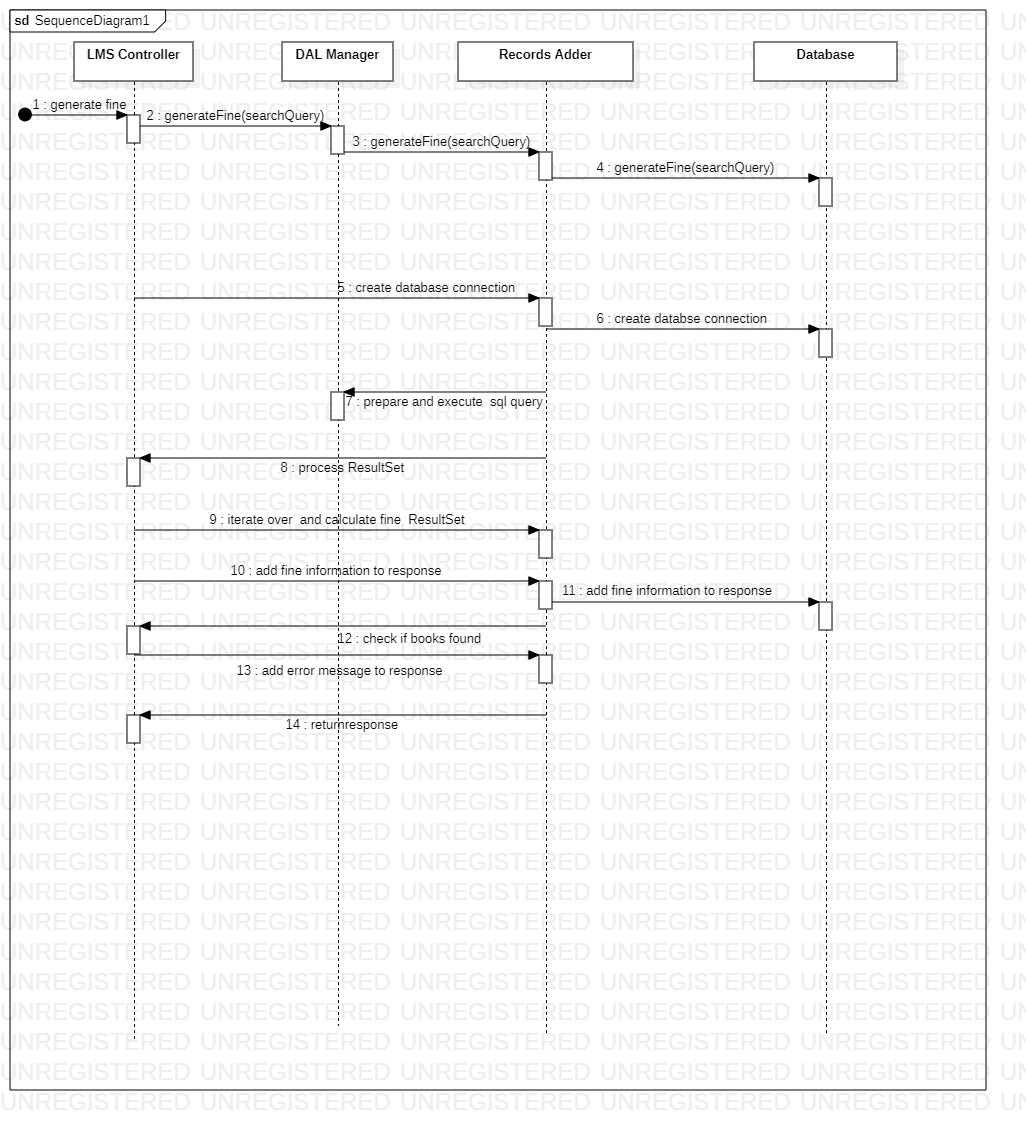 sd SequenceDiagram1
LMS Controller
DAL Manager
Records Adder
Database
1 : generate fine
2 : generateFine(searchQuery)
3 : generateFine(searchQuery)
4 : generateFine(searchQuery)
5 : create database connection
6 : create databse connection
7 : prepare and execute  sql query
8 : process ResultSet
9 : iterate over  and calculate fine  ResultSet
10 : add fine information to response
11 : add fine information to response
12 : check if books found
13 : add error message to response
14 : returnresponse
UNREGISTERED